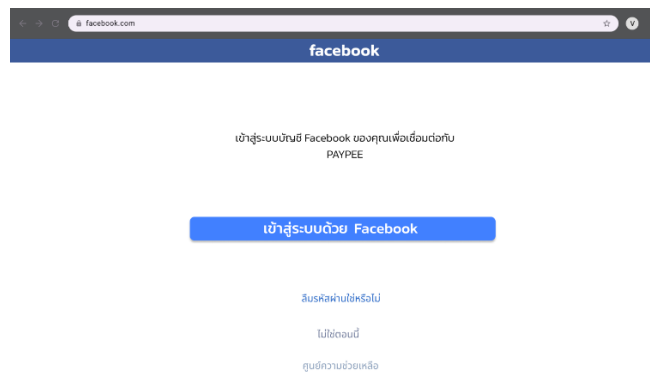 facebook.com
V
facebook
เข้าสู่ระบบบัญชี Facebook ของคุณเพื่อเชื่อมต่อกับ
PAYPEE
เข้าสู่ระบบด้วย Facebook
ลืมรหัสผ่านใช่หรือไม่
ไม่ใช่ตอนนี้
ศูนย์ความช่วยเหลือ